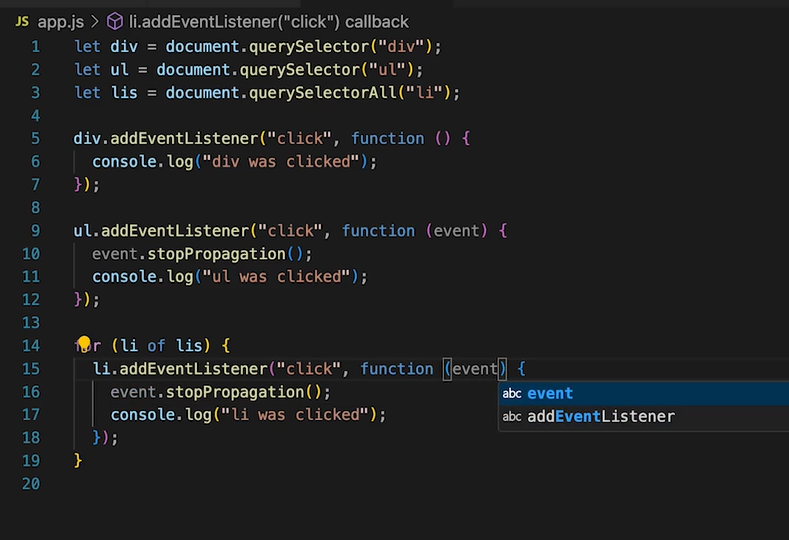 JS app.js > li.addEventListener("click") callback
1 let div = document.querySelector("div");
2 let ul = document.querySelector("ul");
3 let lis = document.querySelectorAll("li");
4
5 div.addEventListener("click", function () {
6 console.log("div was clicked");
7 });
8
9 ul.addEventListener("click", function (event) {
10 event.stopPropagation();
11 console.log("ul was clicked");
12 });
13
14 for (li of lis) {
15 li.addEventListener("click", function (event) {
16 event.stopPropagation();
abc event
17 console.log("li was clicked");
abc addEventListener
18 });
19 }
20